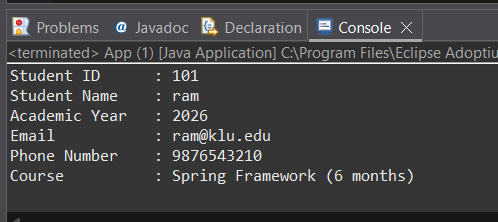 Problems @ Javadoc Declaration Console
<terminated> App (1) [Java Application] C:\Program Files\Eclipse Adoptiu
Student ID : 101
Student Name : ram
Academic Year : 2026
Email : ram@klu.edu
Phone Number : 9876543210
Course : Spring Framework (6 months)